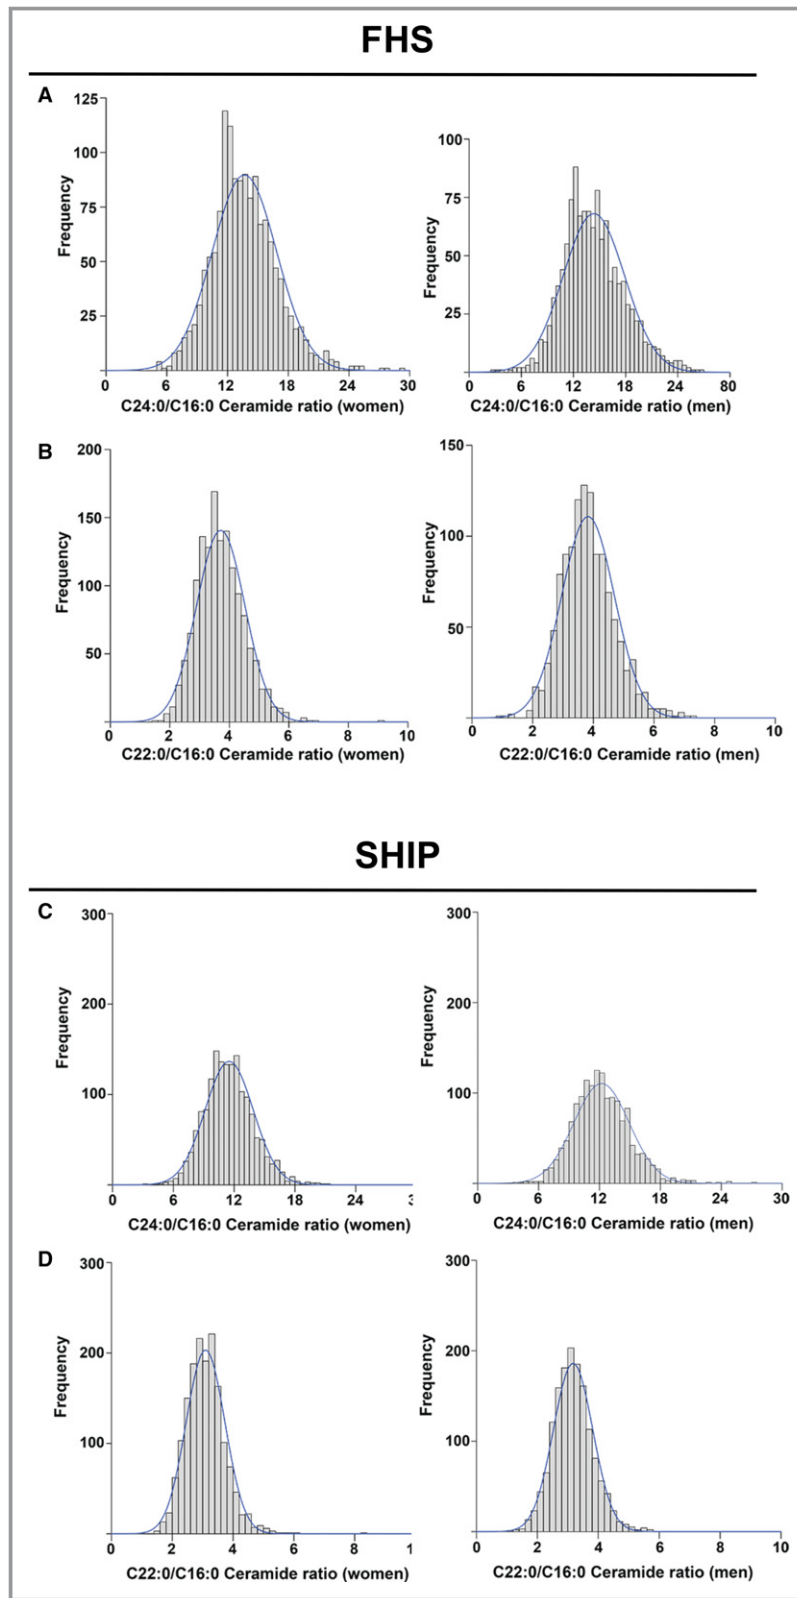 FHS
A
125
100
75
50
25
Frequency
0 6 12 18 24 30
C24:0/C16:0 Ceramide ratio (women)
100
75
50
25
Frequency
0 6 12 18 24 80
C24:0/C16:0 Ceramide ratio (men)
B
200
150
100
50
Frequency
0 2 4 6 8 10
C22:0/C16:0 Ceramide ratio (women)
150
100
50
Frequency
0 2 4 6 8 10
C22:0/C16:0 Ceramide ratio (men)
SHIP
C
300
200
100
Frequency
0 6 12 18 24
C24:0/C16:0 Ceramide ratio (women)
300
200
100
Frequency
0 6 12 18 24 30
C24:0/C16:0 Ceramide ratio (men)
D
300
200
100
Frequency
0 2 4 6 8 1
C22:0/C16:0 Ceramide ratio (women)
300
200
100
Frequency
0 2 4 6 8 10
C22:0/C16:0 Ceramide ratio (men)